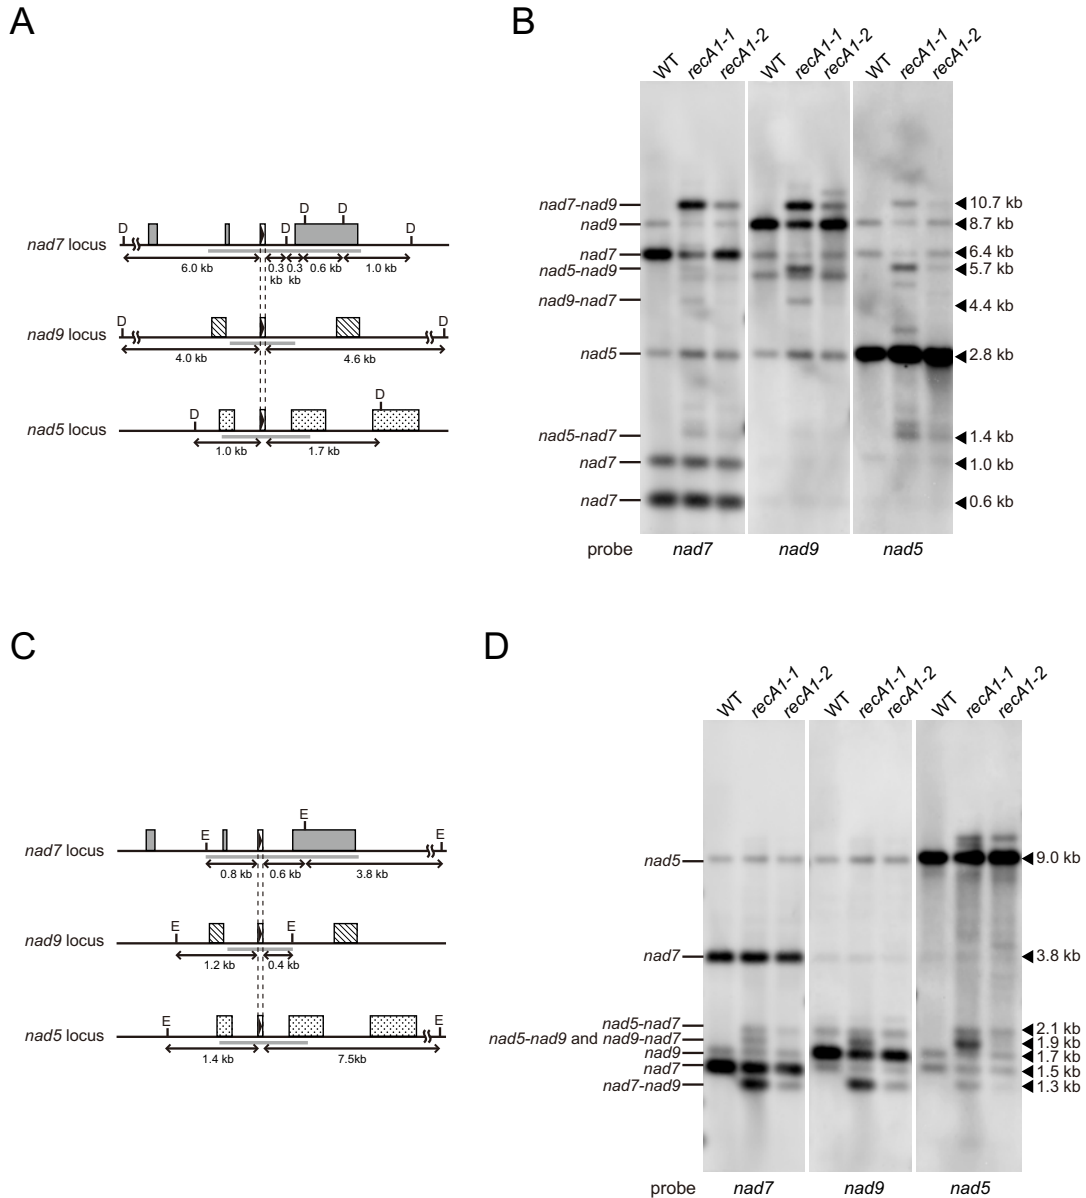 A
D D
D D D
nad7 locus
6.0 kb 0.3 kb 0.3 kb 0.6 kb 1.0 kb
D D
nad9 locus
4.0 kb 4.6 kb
D D
nad5 locus
1.0 kb 1.7 kb
B
WT recA1-1 recA1-2 WT recA1-1 recA1-2 WT recA1-1 recA1-2
nad7-nad9 10.7 kb
nad9 8.7 kb
nad7 6.4 kb
nad5-nad9 5.7 kb
nad9-nad7 4.4 kb
nad5 2.8 kb
nad5-nad7 1.4 kb
nad7 1.0 kb
nad7 0.6 kb
probe nad7 nad9 nad5
C
E
E E
nad7 locus
0.8 kb 0.6 kb 3.8 kb
E E
nad9 locus
1.2 kb 0.4 kb
E E
nad5 locus
1.4 kb 7.5kb
D
WT recA1-1 recA1-2 WT recA1-1 recA1-2 WT recA1-1 recA1-2
nad5 9.0 kb
nad7 3.8 kb
nad5-nad7 2.1 kb
nad5-nad9 and nad9-nad7 1.9 kb
nad9 1.7 kb
nad7 1.5 kb
nad7-nad9 1.3 kb
probe nad7 nad9 nad5